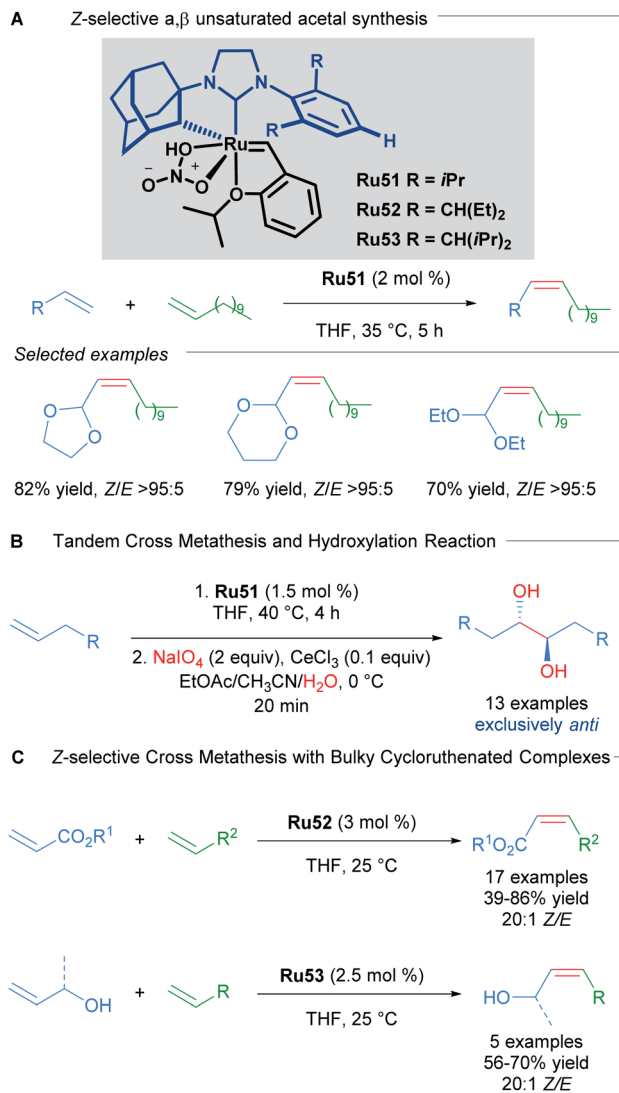 A Z-selective a,β unsaturated acetal synthesis
R
N N
R
H
HO Ru
− N +
O O
O
Ru51 R = iPr
Ru52 R = CH(Et)2
Ru53 R = CH(iPr)2
R + ( )9 Ru51 (2 mol %) R ( )9
THF, 35 °C, 5 h
Selected examples
O O ( )9
O O ( )9
EtO OEt ( )9
82% yield, Z/E >95:5 79% yield, Z/E >95:5 70% yield, Z/E >95:5
B Tandem Cross Metathesis and Hydroxylation Reaction
R
1. Ru51 (1.5 mol %)
THF, 40 °C, 4 h
2. NaIO4 (2 equiv), CeCl3 (0.1 equiv)
EtOAc/CH3CN/H2O, 0 °C
20 min
OH
R R
OH
13 examples
exclusively anti
C Z-selective Cross Metathesis with Bulky Cycloruthenated Complexes
CO2R1 + R2 Ru52 (3 mol %) R1O2C R2
THF, 25 °C
17 examples
39-86% yield
20:1 Z/E
OH + R Ru53 (2.5 mol %) HO R
THF, 25 °C
5 examples
56-70% yield
20:1 Z/E